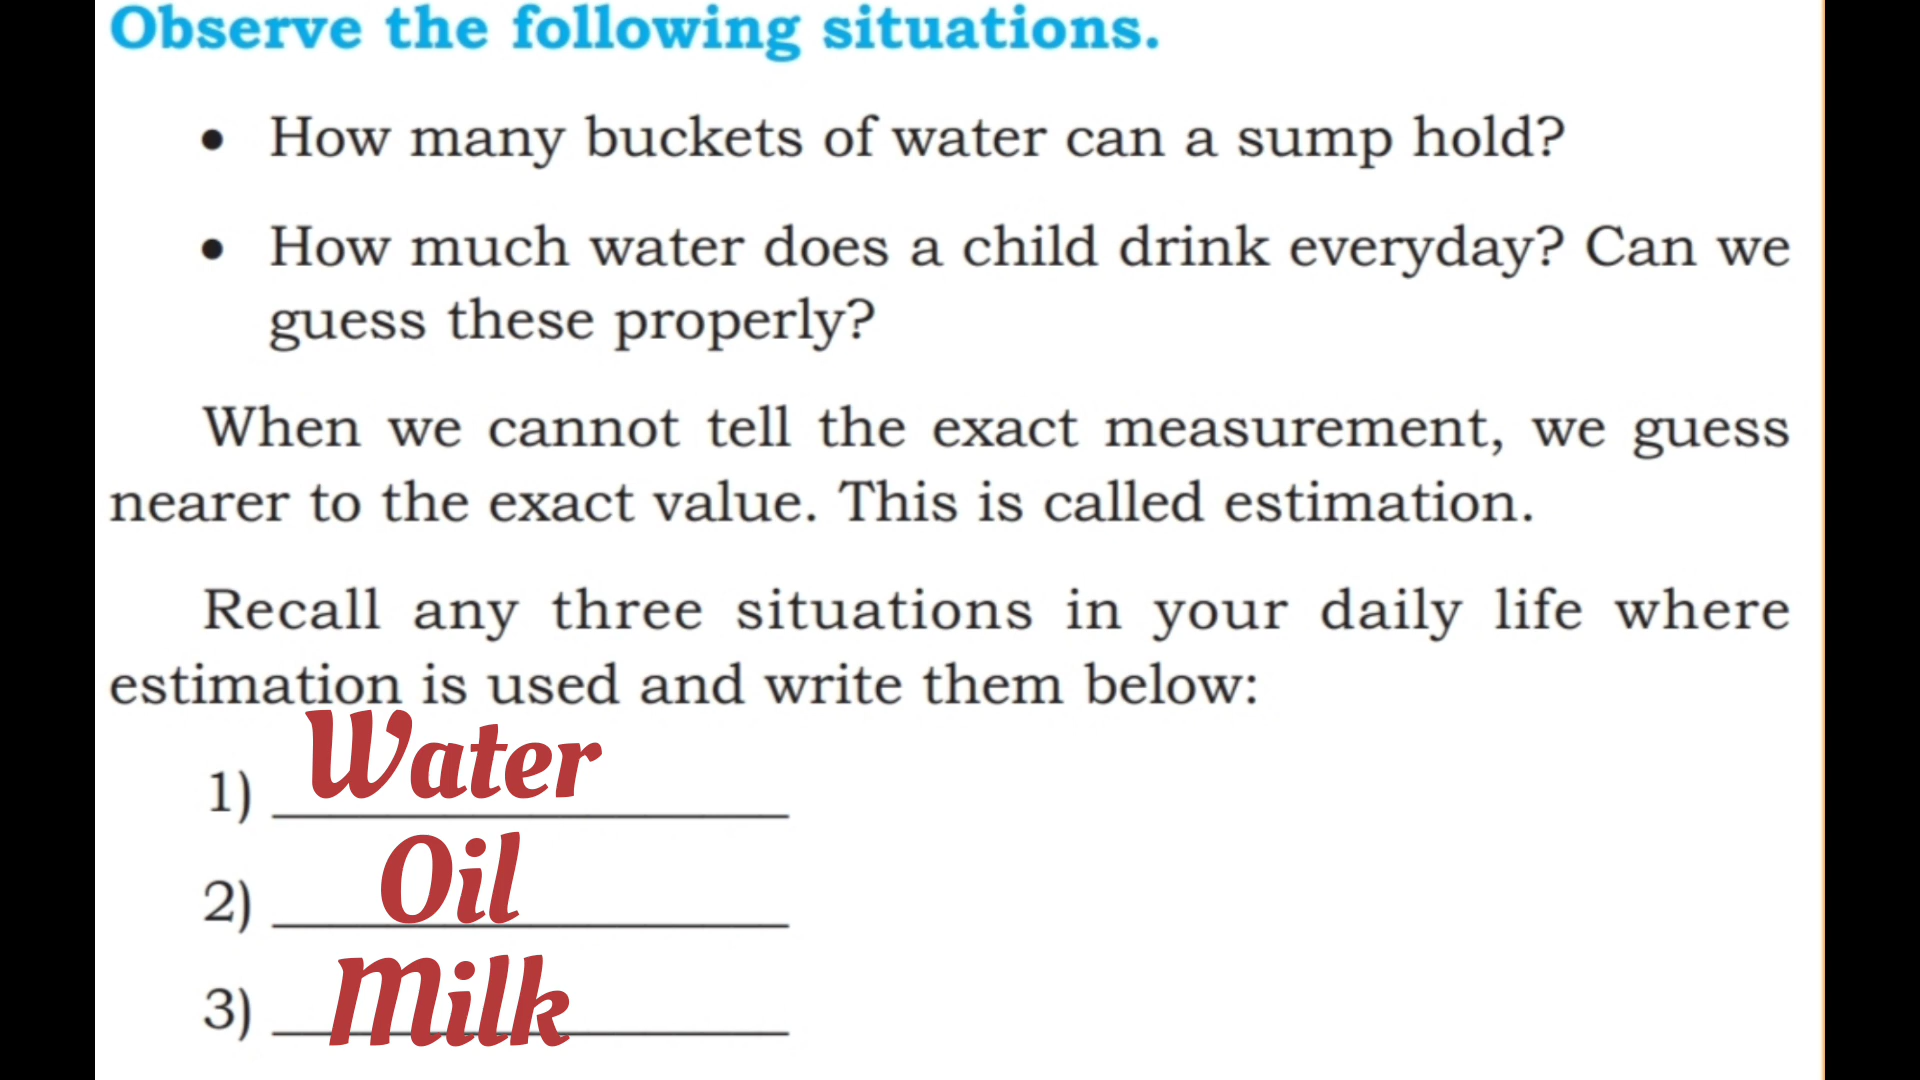 Observe the following situations.
• How many buckets of water can a sump hold?
• How much water does a child drink everyday? Can we
guess these properly?
When we cannot tell the exact measurement, we guess
nearer to the exact value. This is called estimation.
Recall any three situations in your daily life where
estimation is used and write them below:
1) Water
2) Oil
3) Milk